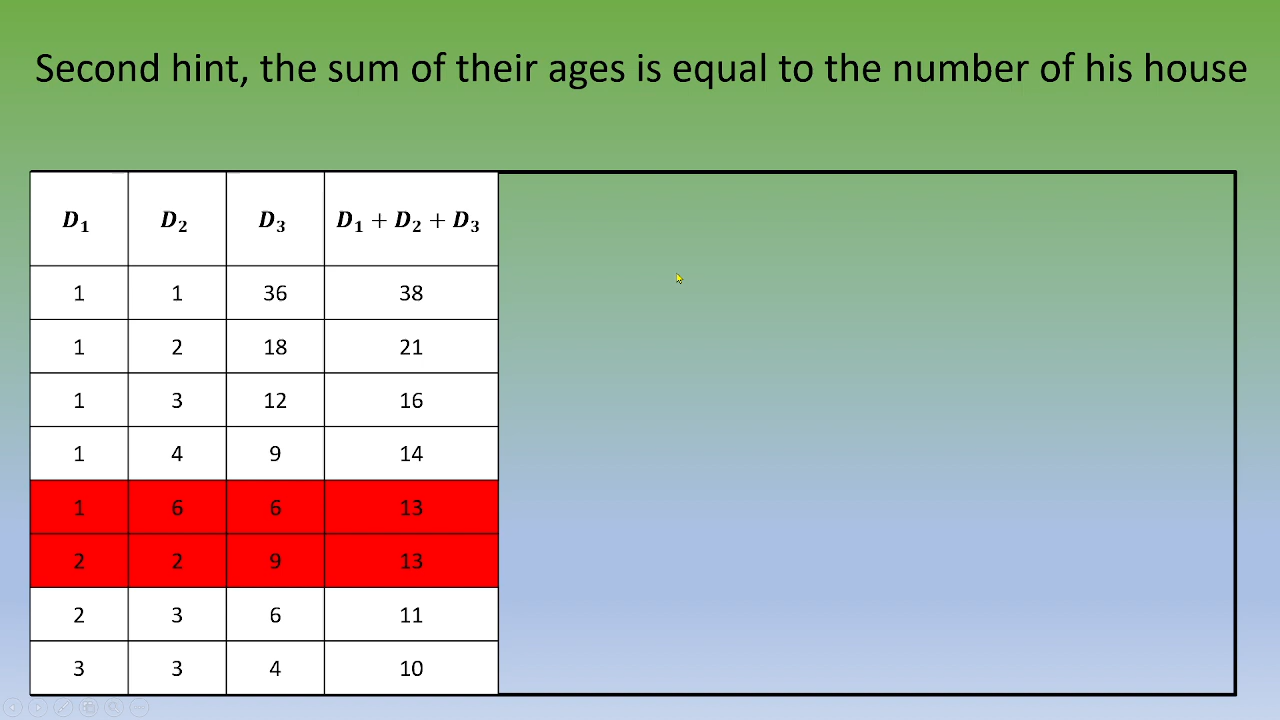 Second hint, the sum of their ages is equal to the number of his house
D₁ D₂ D₃ D₁ + D₂ + D₃
1 1 36 38
1 2 18 21
1 3 12 16
1 4 9 14
1 6 6 13
2 2 9 13
2 3 6 11
3 3 4 10